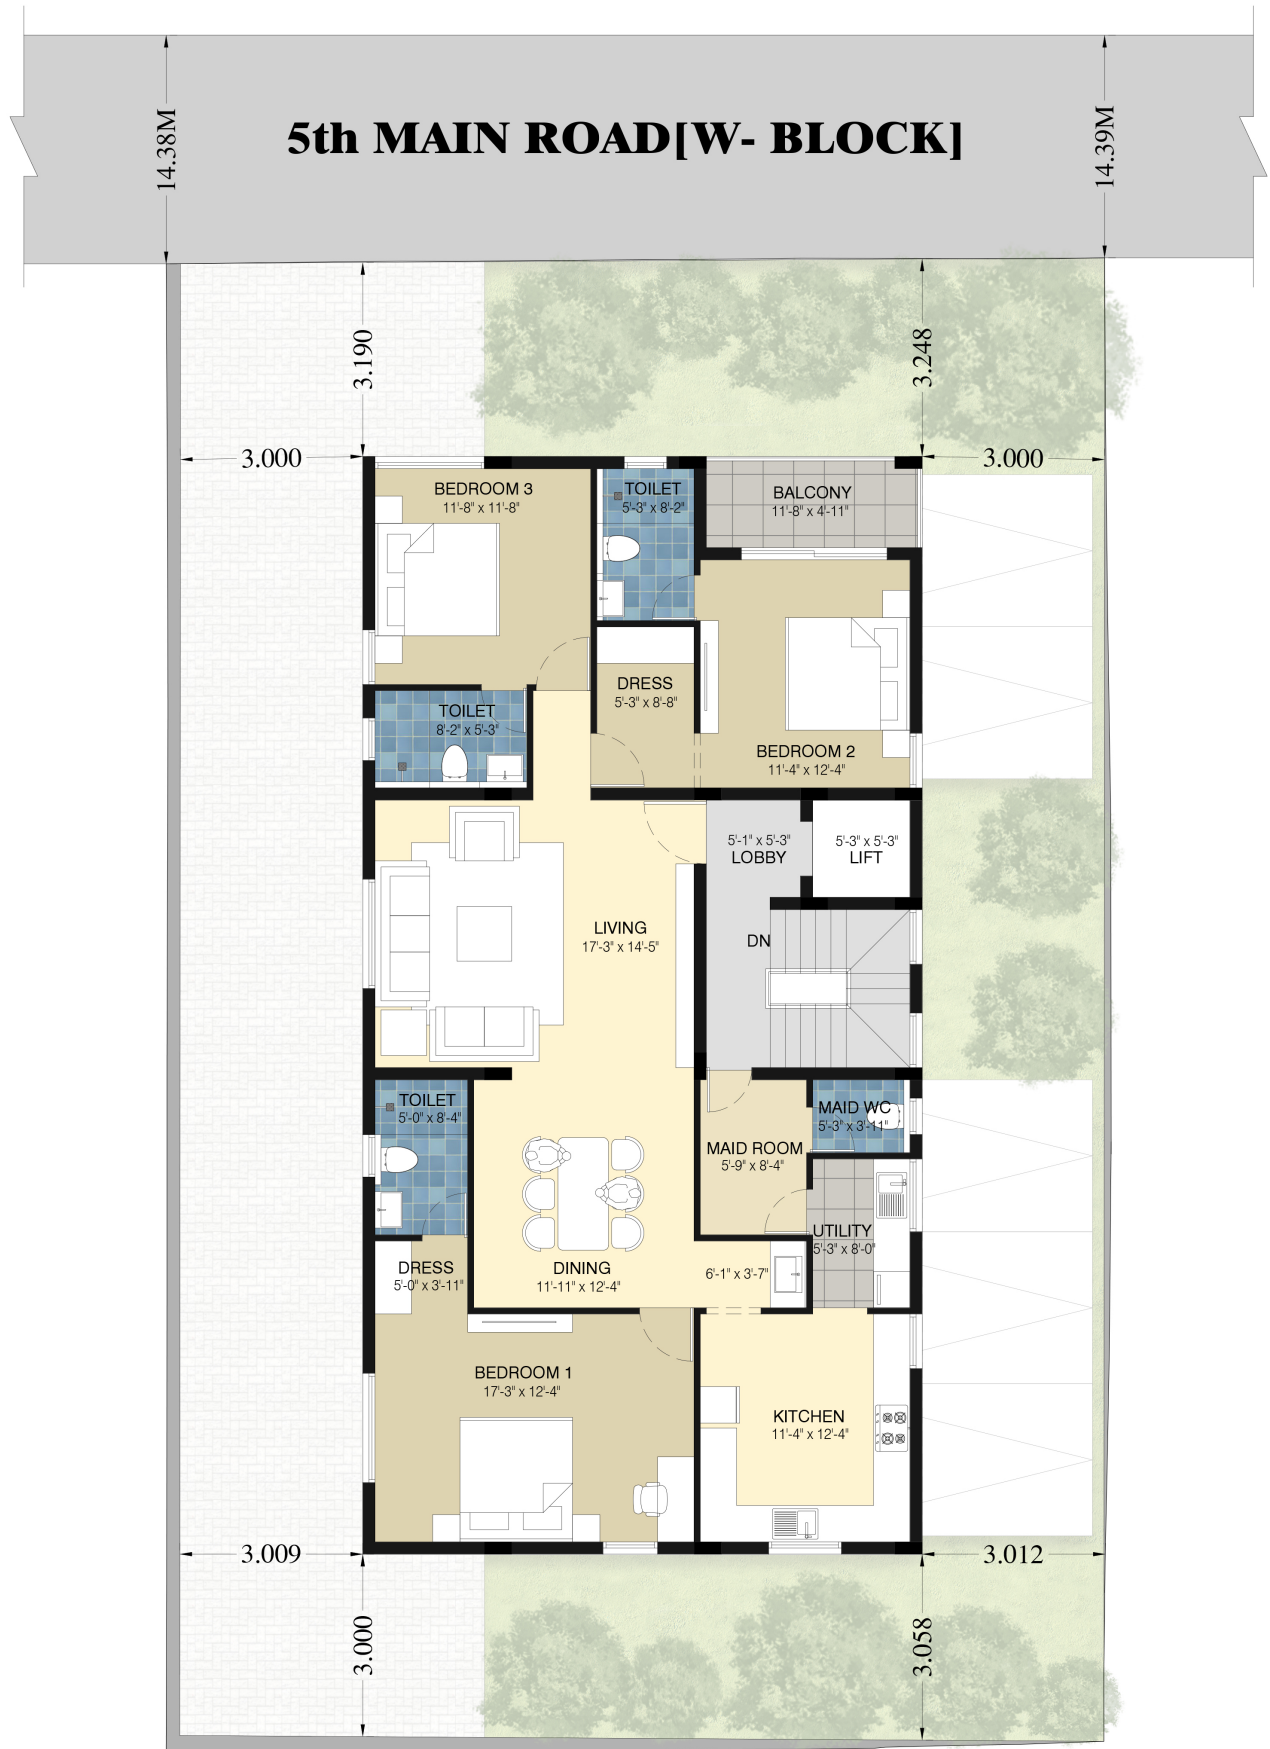 14.38M
5th MAIN ROAD[W- BLOCK]
14.39M
3.190
3.248
3.000
3.000
BEDROOM 3
11'-8" x 11'-8"
TOILET
5'-3" x 8'-2"
BALCONY
11'-8" x 4'-11"
DRESS
5'-3" x 8'-8"
TOILET
8'-2" x 5'-3"
BEDROOM 2
11'-4" x 12'-4"
5'-1" x 5'-3"
LOBBY
5'-3" x 5'-3"
LIFT
LIVING
17'-3" x 14'-5"
DN
TOILET
5'-0" x 8'-4"
MAID WC
5'-3" x 3'-11"
MAID ROOM
5'-9" x 8'-4"
UTILITY
5'-3" x 8'-0"
DRESS
5'-0" x 3'-11"
DINING
11'-11" x 12'-4"
6'-1" x 3'-7"
BEDROOM 1
17'-3" x 12'-4"
KITCHEN
11'-4" x 12'-4"
3.009
3.012
3.000
3.058